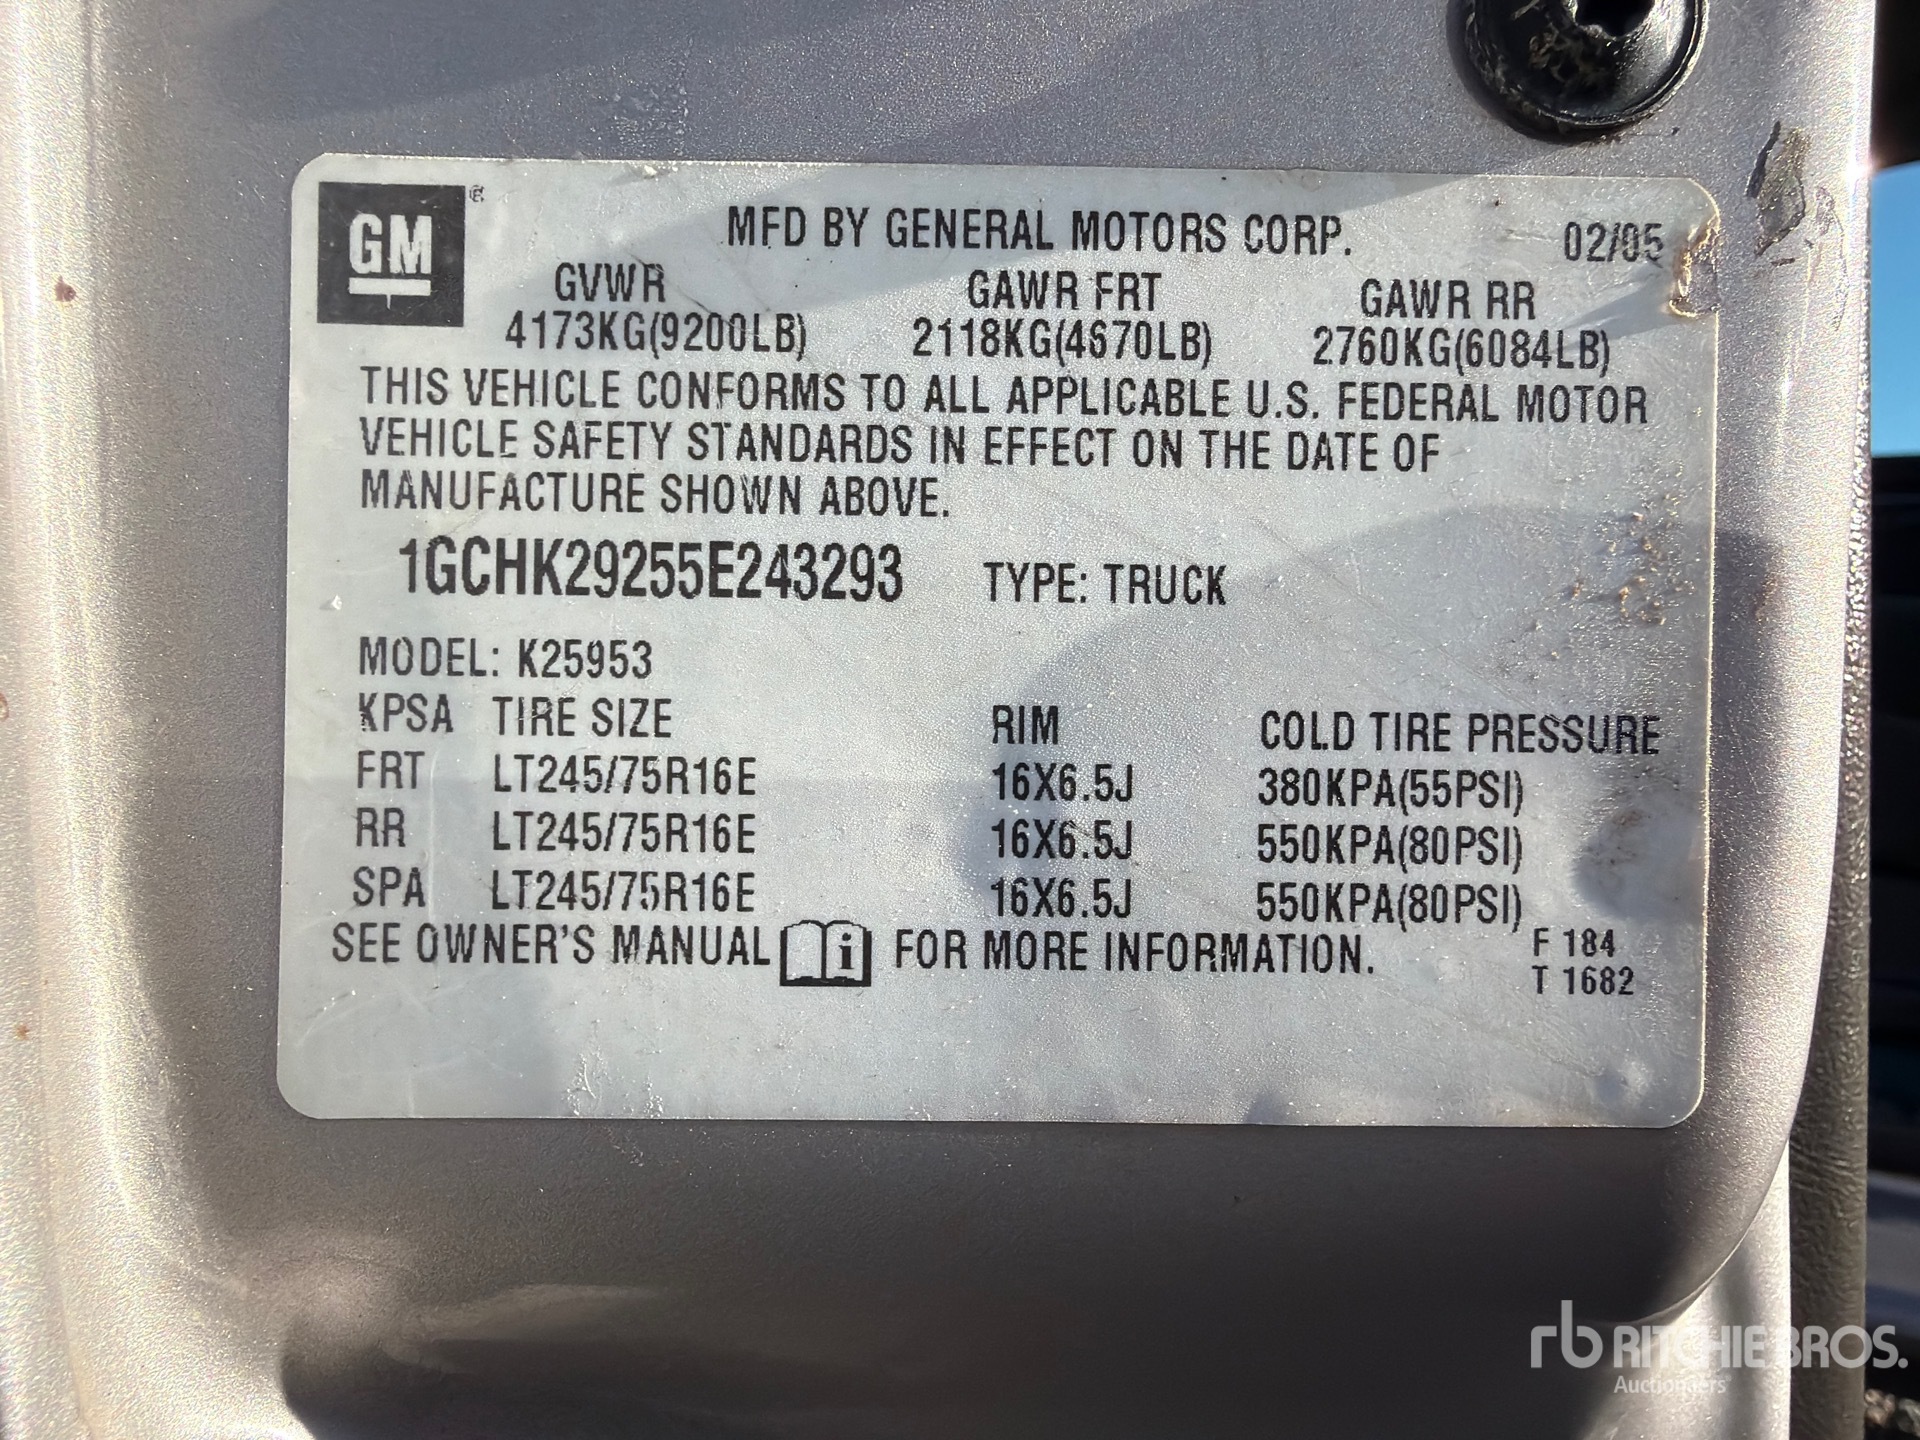 GM ®
MFD BY GENERAL MOTORS CORP. 02/05
GVWR GAWR FRT GAWR RR
4173KG(9200LB) 2118KG(4670LB) 2760KG(6084LB)
THIS VEHICLE CONFORMS TO ALL APPLICABLE U.S. FEDERAL MOTOR
VEHICLE SAFETY STANDARDS IN EFFECT ON THE DATE OF
MANUFACTURE SHOWN ABOVE.
1GCHK29255E243293 TYPE: TRUCK
MODEL: K25953
KPSA TIRE SIZE RIM COLD TIRE PRESSURE
FRT LT245/75R16E 16X6.5J 380KPA(55PSI)
RR LT245/75R16E 16X6.5J 550KPA(80PSI)
SPA LT245/75R16E 16X6.5J 550KPA(80PSI)
SEE OWNER'S MANUAL i FOR MORE INFORMATION.
F 184
T 1682
rb RITCHIE BROS.
Auctioneers